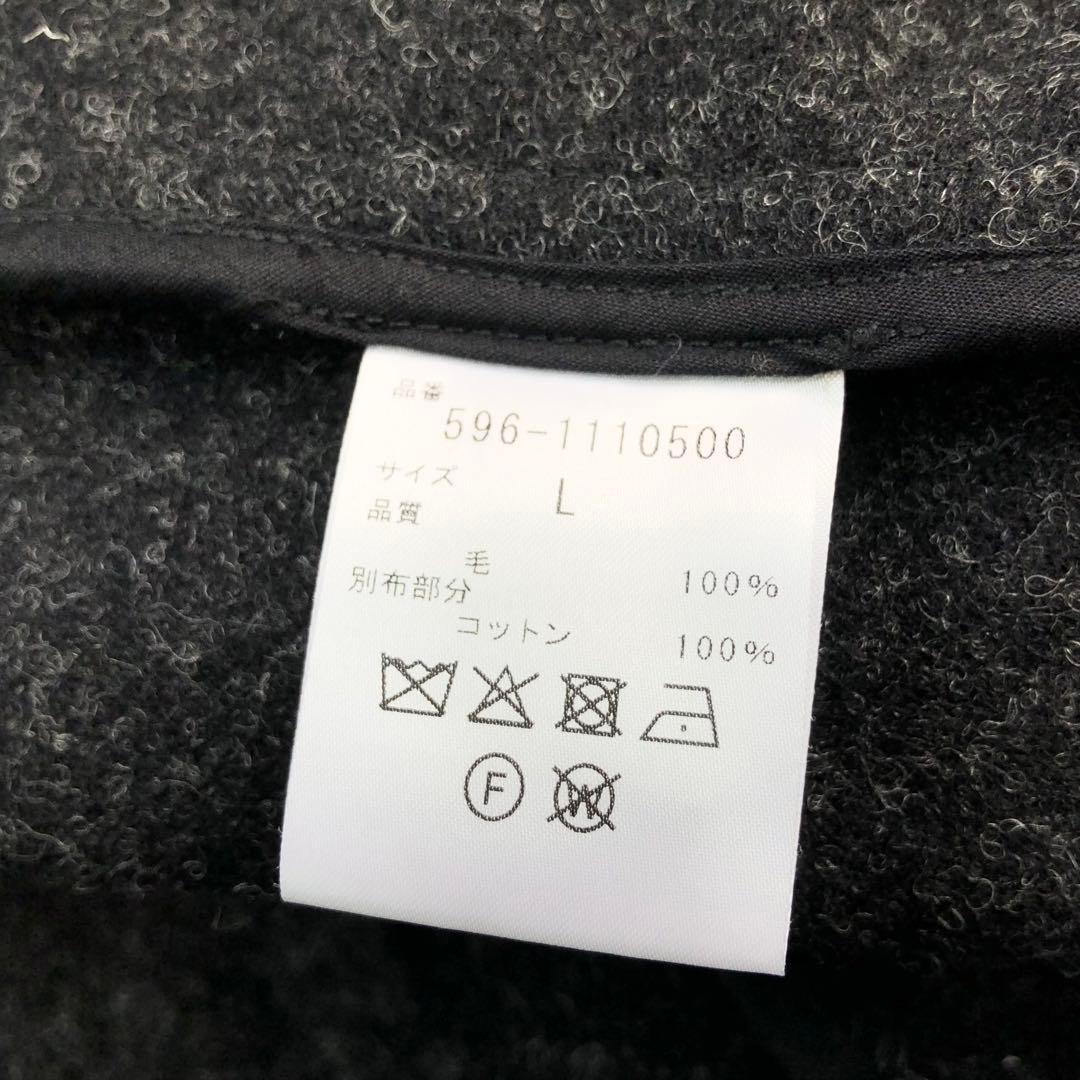 品番
596-1110500
サイズ L
品質
毛 100%
別布部分
コットン 100%
F
W